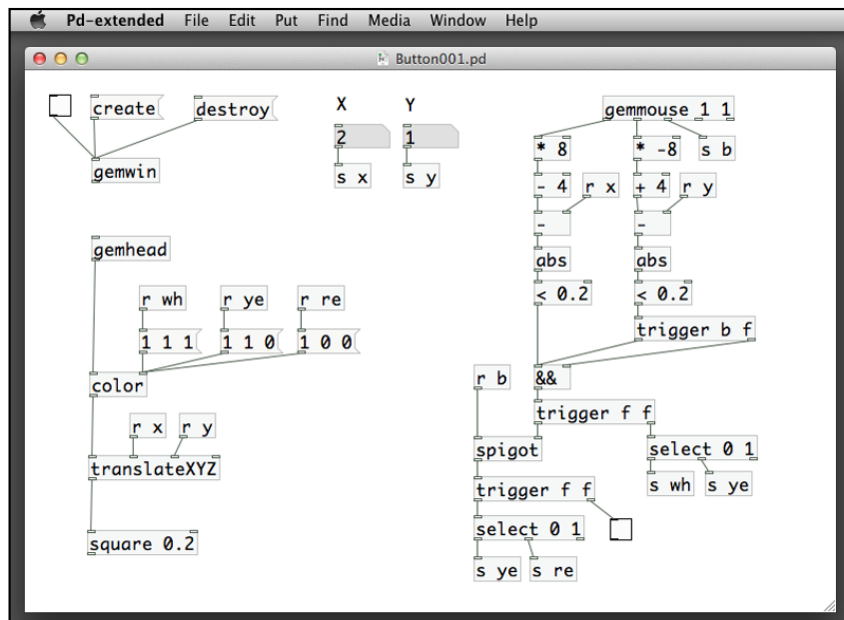 Pd-extended File Edit Put Find Media Window Help
Button001.pd
create destroy
X Y
gemmouse 1 1
2 1
* 8 * -8 s b
gemwin
s x s y
- 4 r x + 4 r y
- -
gemhead
abs abs
r wh r ye r re
< 0.2 < 0.2
1 1 1 1 1 0 1 0 0
trigger b f
color
r b &&
trigger f f
r x r y
spigot select 0 1
translateXYZ
s wh s ye
trigger f f
select 0 1
square 0.2
s ye s re